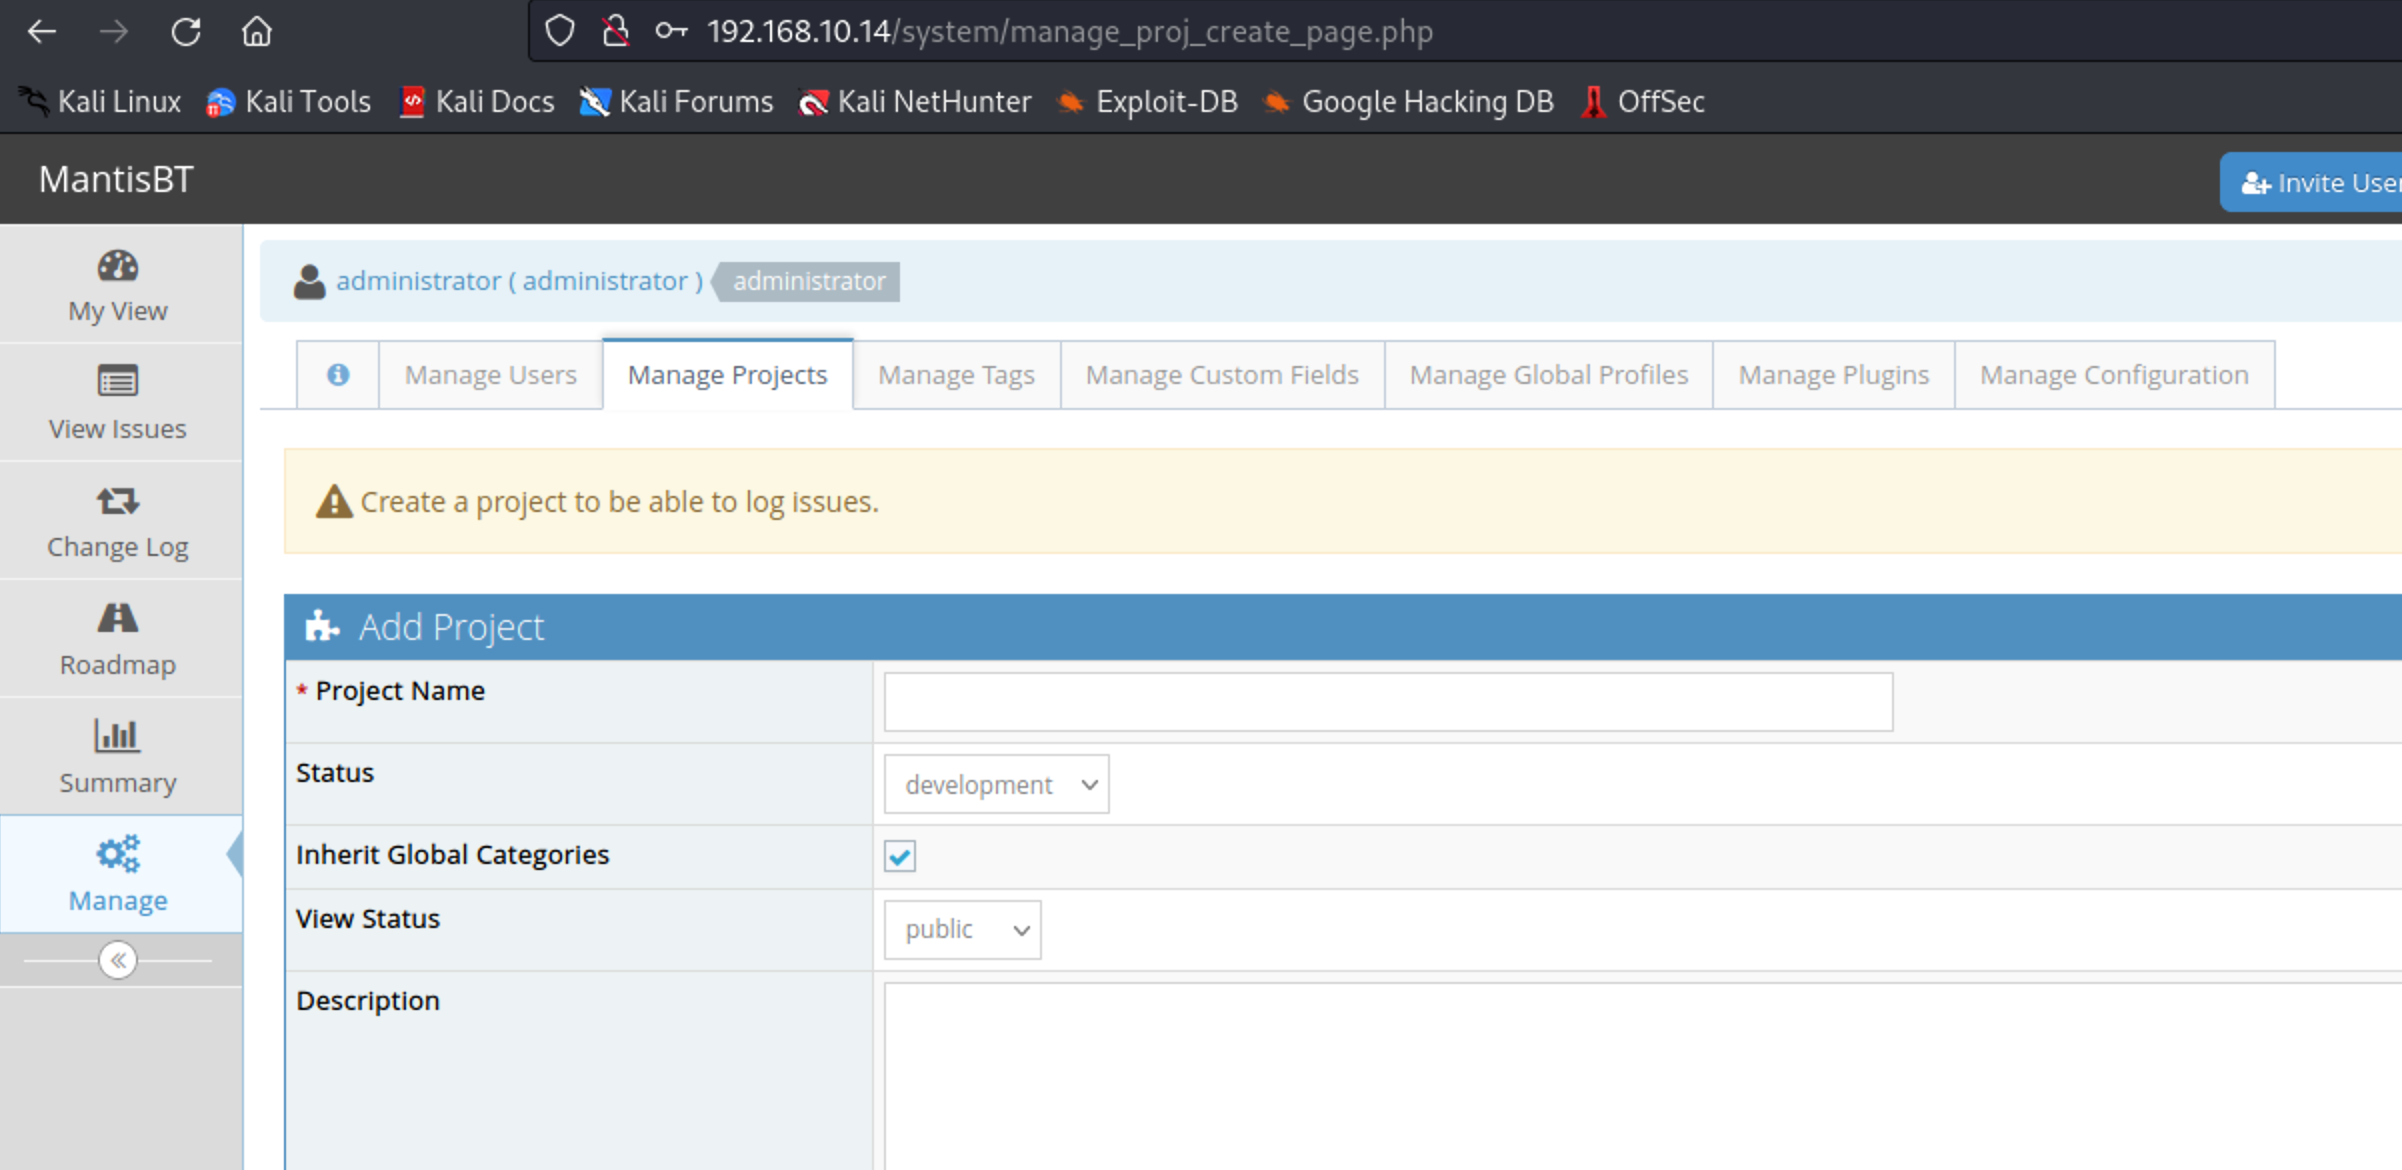 192.168.10.14/system/manage_proj_create_page.php
Kali Linux Kali Tools Kali Docs Kali Forums Kali NetHunter Exploit-DB Google Hacking DB OffSec
MantisBT
Invite User
My View
View Issues
Change Log
Roadmap
Summary
Manage
administrator ( administrator ) administrator
Manage Users Manage Projects Manage Tags Manage Custom Fields Manage Global Profiles Manage Plugins Manage Configuration
Create a project to be able to log issues.
Add Project
* Project Name
Status development
Inherit Global Categories
View Status public
Description